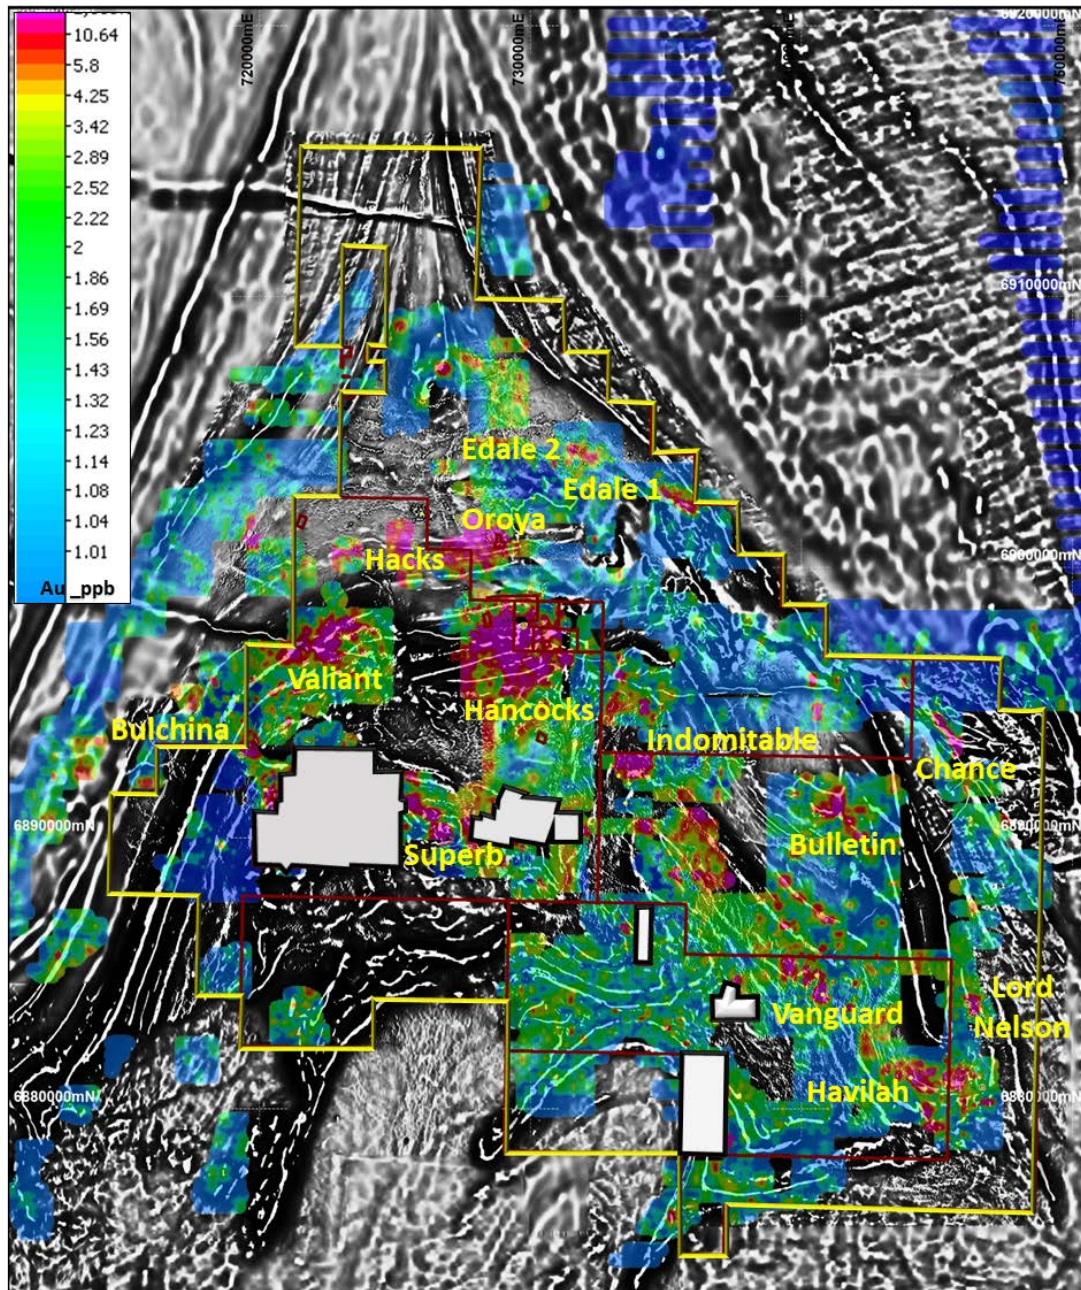 10.64
5.8
4.25
3.42
2.89
2.52
2.22
2
1.86
1.69
1.56
1.43
1.32
1.23
1.14
1.08
1.04
1.01
Au_ppb
720000mE
730000mE
6920000mN
6910000mN
6900000mN
6890000mN
6880000mN
Edale 2
Edale 1
Oroya
Hacks
Valiant
Hancocks
Bulchina
Indomitable
Chance
Bulletin
Superb
Lord
Nelson
Vanguard
Havilah